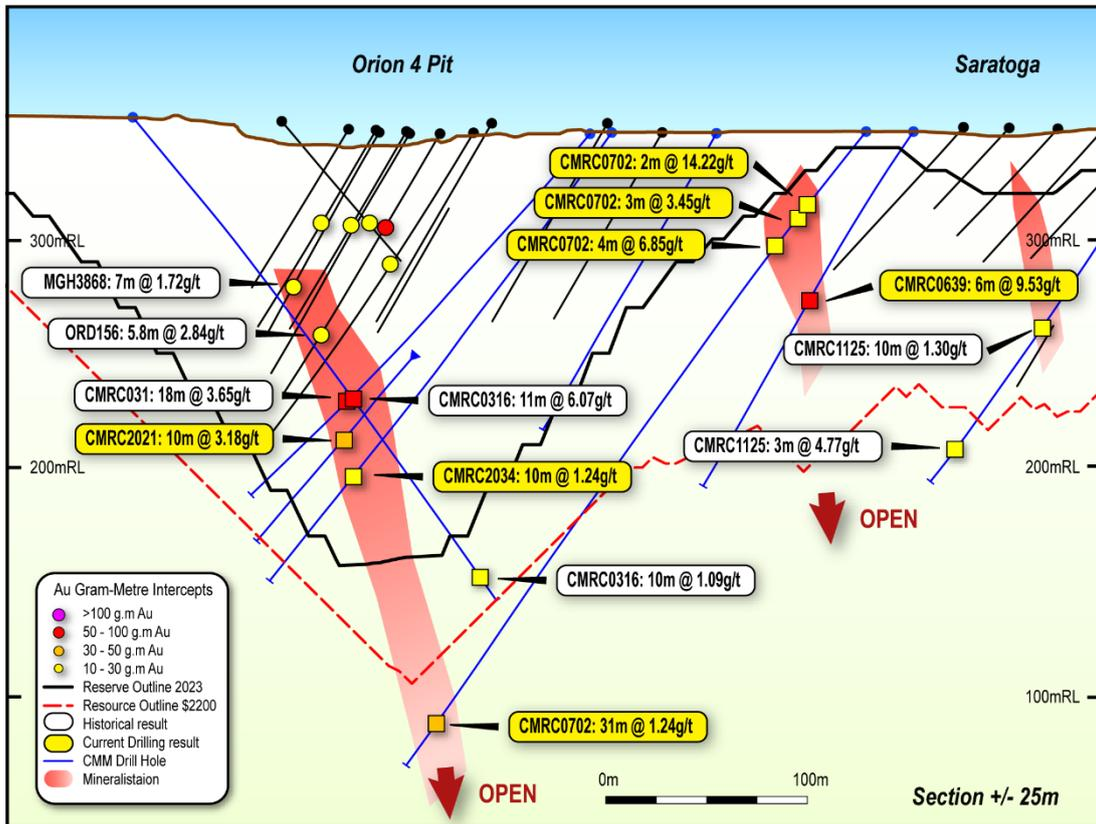 Orion 4 Pit
Saratoga
CMRC0702: 2m @ 14.22g/t
CMRC0702: 3m @ 3.45g/t
CMRC0702: 4m @ 6.85g/t
300mRL
300mRL
MGH3868: 7m @ 1.72g/t
CMRC0639: 6m @ 9.53g/t
ORD156: 5.8m @ 2.84g/t
CMRC1125: 10m @ 1.30g/t
CMRC031: 18m @ 3.65g/t
CMRC0316: 11m @ 6.07g/t
CMRC2021: 10m @ 3.18g/t
CMRC1125: 3m @ 4.77g/t
200mRL
CMRC2034: 10m @ 1.24g/t
200mRL
OPEN
CMRC0316: 10m @ 1.09g/t
Au Gram-Metre Intercepts
>100 g.m Au
50 - 100 g.m Au
30 - 50 g.m Au
10 - 30 g.m Au
Reserve Outline 2023
Resource Outline $2200
Historical result
Current Drilling result
CMM Drill Hole
Mineralistaion
100mRL
CMRC0702: 31m @ 1.24g/t
0m
100m
OPEN
Section +/- 25m